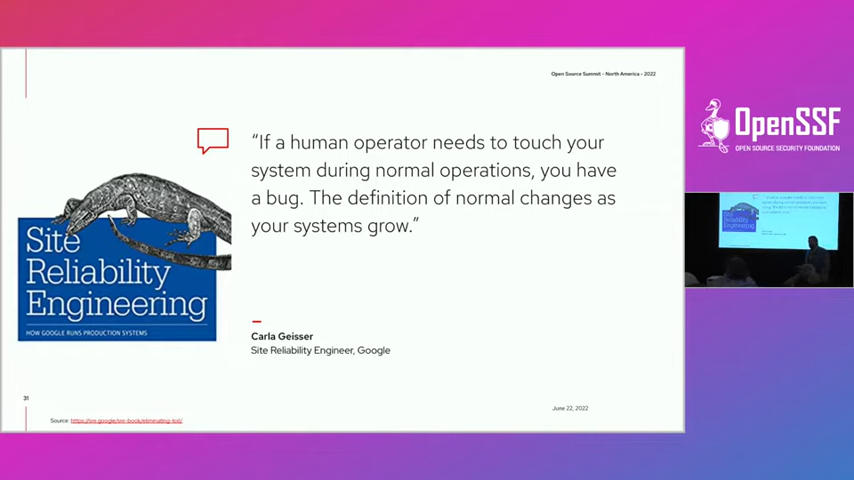 Open Source Summit - North America - 2022
“If a human operator needs to touch your
system during normal operations, you have
a bug. The definition of normal changes as
your systems grow.”
Site
Reliability
Engineering
HOW GOOGLE RUNS PRODUCTION SYSTEMS
Carla Geisser
Site Reliability Engineer, Google
31
June 22, 2022
Source: https://sre.google/sre-book/eliminating-toil/
OpenSSF
OPEN SOURCE SECURITY FOUNDATION